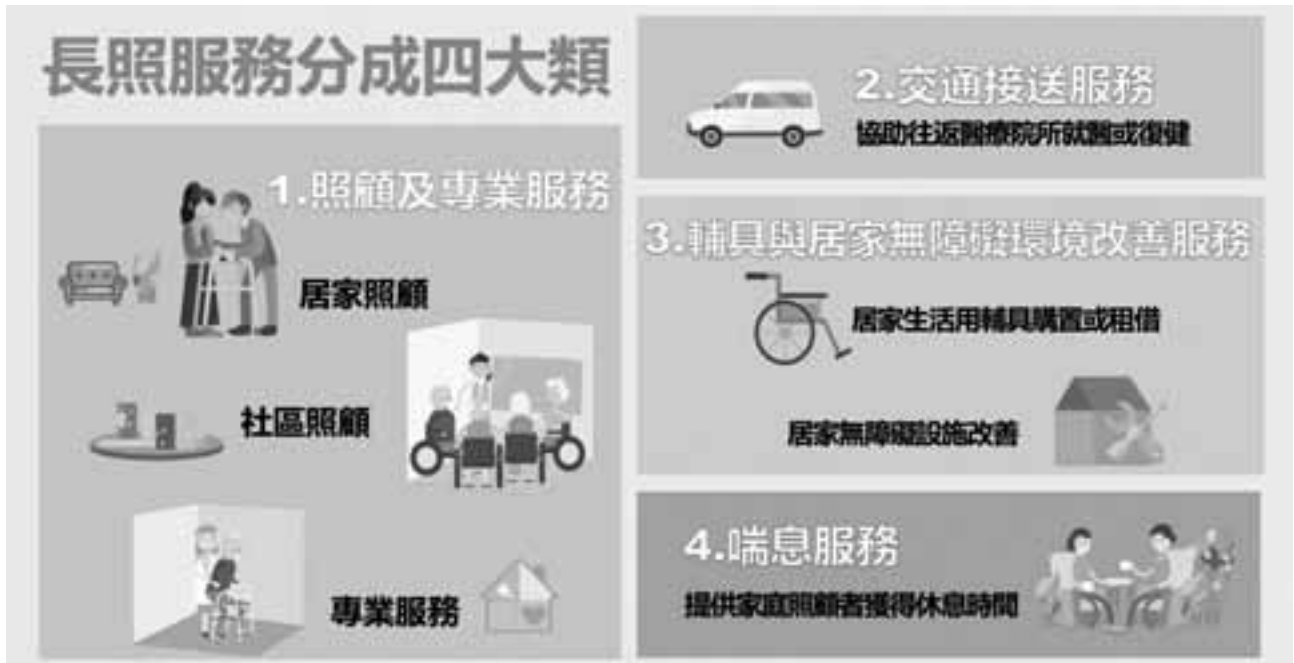 長照服務分成四大類
1.照顧及專業服務
居家照顧
社區照顧
專業服務
2.交通接送服務
協助往返醫療院所就醫或復健
3.輔具與居家無障礙環境改善服務
居家生活用輔具購置或租借
居家無障礙設施改善
4.喘息服務
提供家庭照顧者獲得休息時間